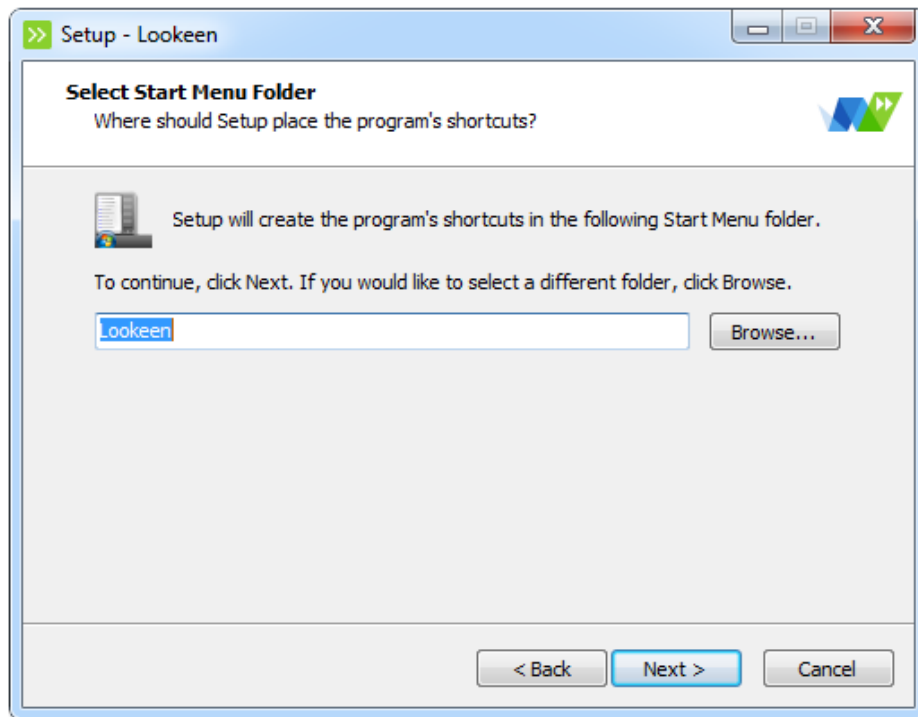 Setup - Lookeen
Select Start Menu Folder
Where should Setup place the program's shortcuts?
Setup will create the program's shortcuts in the following Start Menu folder.
To continue, click Next. If you would like to select a different folder, click Browse.
Lookeen
Browse...
< Back
Next >
Cancel